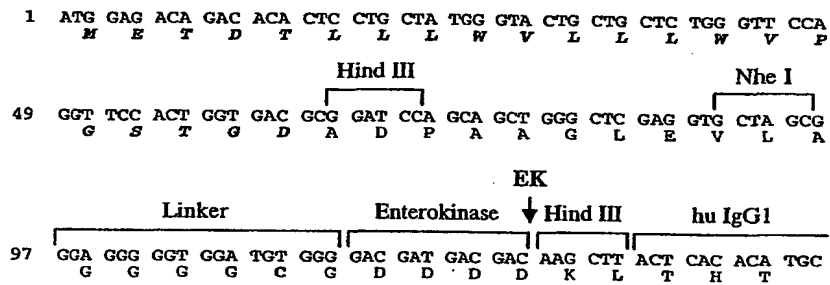 1 ATG GAG ACA GAC ACA CTC CTG CTA TGG GTA CTG CTG CTC TGG GTT CCA
M E T D T L L L W V L L L W V P
Hind III Nhe I
49 GGT TCC ACT GGT GAC GCG GAT CCA GCA GCT GGG CTC GAG GTG CTA GCG
G S T G D A D P A A G L E V L A
EK
Linker Enterokinase Hind III hu IgG1
97 GGA GGG GGT GGA TGT GGG GAC GAT GAC GAC AAG CTT ACT CAC ACA TGC
G G G G C G D D D D K L T H T